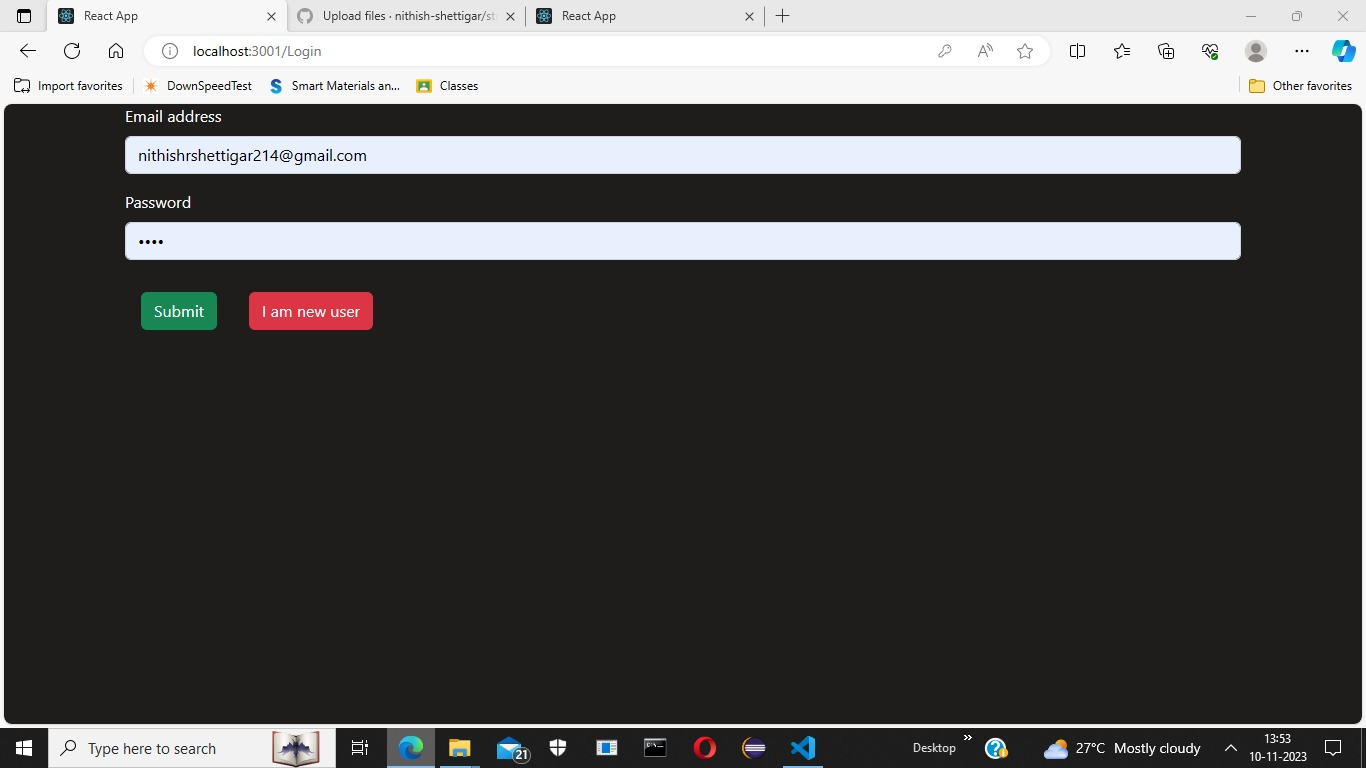 React App
Upload files · nithish-shettigar/st
React App
localhost:3001/Login
Import favorites
DownSpeedTest
Smart Materials an...
Classes
Other favorites
Email address
nithishrshettigar214@gmail.com
Password
••••
Submit
I am new user
Type here to search
21
Desktop
27°C Mostly cloudy
13:53
10-11-2023